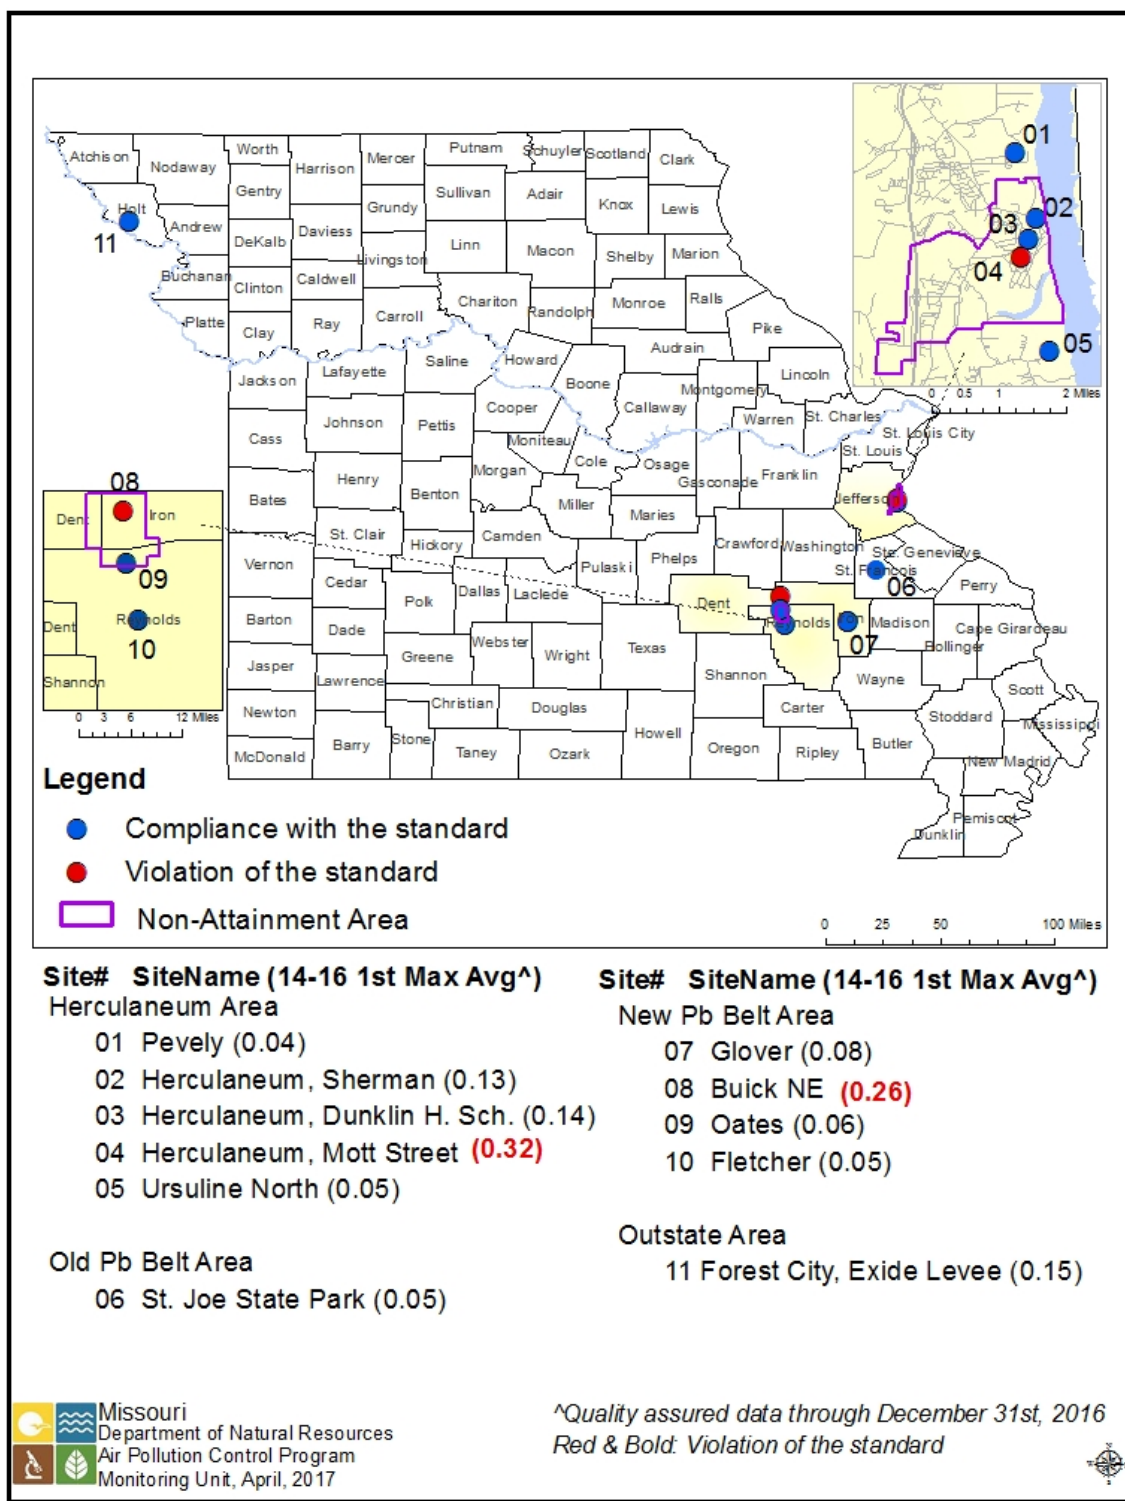 Atchison
Nodaway
Worth
Harrison
Mercer
Putnam
Schuyler
Scotland
Clark
Gentry
Sullivan
Adair
Knox
Lewis
Holt
Andrew
Grundy
DeKalb
Daviess
Linn
Macon
Shelby
Marion
11
Buchanan
Clinton
Caldwell
Livingston
Chariton
Randolph
Monroe
Ralls
Pike
Platte
Clay
Ray
Carroll
Audrain
Saline
Howard
Boone
Lincoln
Jackson
Lafayette
Montgomery
Cooper
Callaway
Warren
St. Charles
St. Louis City
Cass
Johnson
Pettis
Moniteau
Cole
Osage
Gasconade
Franklin
St. Louis
Jefferson
Bates
Henry
Benton
Morgan
Miller
Maries
St. Clair
Hickory
Camden
Pulaski
Phelps
Crawford
Washington
Ste. Genevieve
St. Francois
06
Perry
Vernon
Cedar
Polk
Dallas
Laclede
Dent
Reynolds
Iron
07
Madison
Cape Girardeau
Bollinger
Barton
Dade
Greene
Webster
Wright
Texas
Shannon
Wayne
Scott
Jasper
Lawrence
Christian
Douglas
Carter
Stoddard
Mississippi
Newton
Barry
Stone
Taney
Ozark
Howell
Oregon
Ripley
Butler
New Madrid
McDonald
Pemiscot
Dunklin
01
02
03
04
05
0 0.5 1 2 Miles
08
Dent Iron
09
Reynolds
Dent
10
Shannon
0 3 6 12 Miles
Legend
Compliance with the standard
Violation of the standard
Non-Attainment Area
0 25 50 100 Miles
Site# SiteName (14-16 1st Max Avg^)
Herculaneum Area
01 Pevely (0.04)
02 Herculaneum, Sherman (0.13)
03 Herculaneum, Dunklin H. Sch. (0.14)
04 Herculaneum, Mott Street (0.32)
05 Ursuline North (0.05)
Old Pb Belt Area
06 St. Joe State Park (0.05)
Site# SiteName (14-16 1st Max Avg^)
New Pb Belt Area
07 Glover (0.08)
08 Buick NE (0.26)
09 Oates (0.06)
10 Fletcher (0.05)
Outstate Area
11 Forest City, Exide Levee (0.15)
Missouri
Department of Natural Resources
Air Pollution Control Program
Monitoring Unit, April, 2017
^Quality assured data through December 31st, 2016
Red & Bold: Violation of the standard